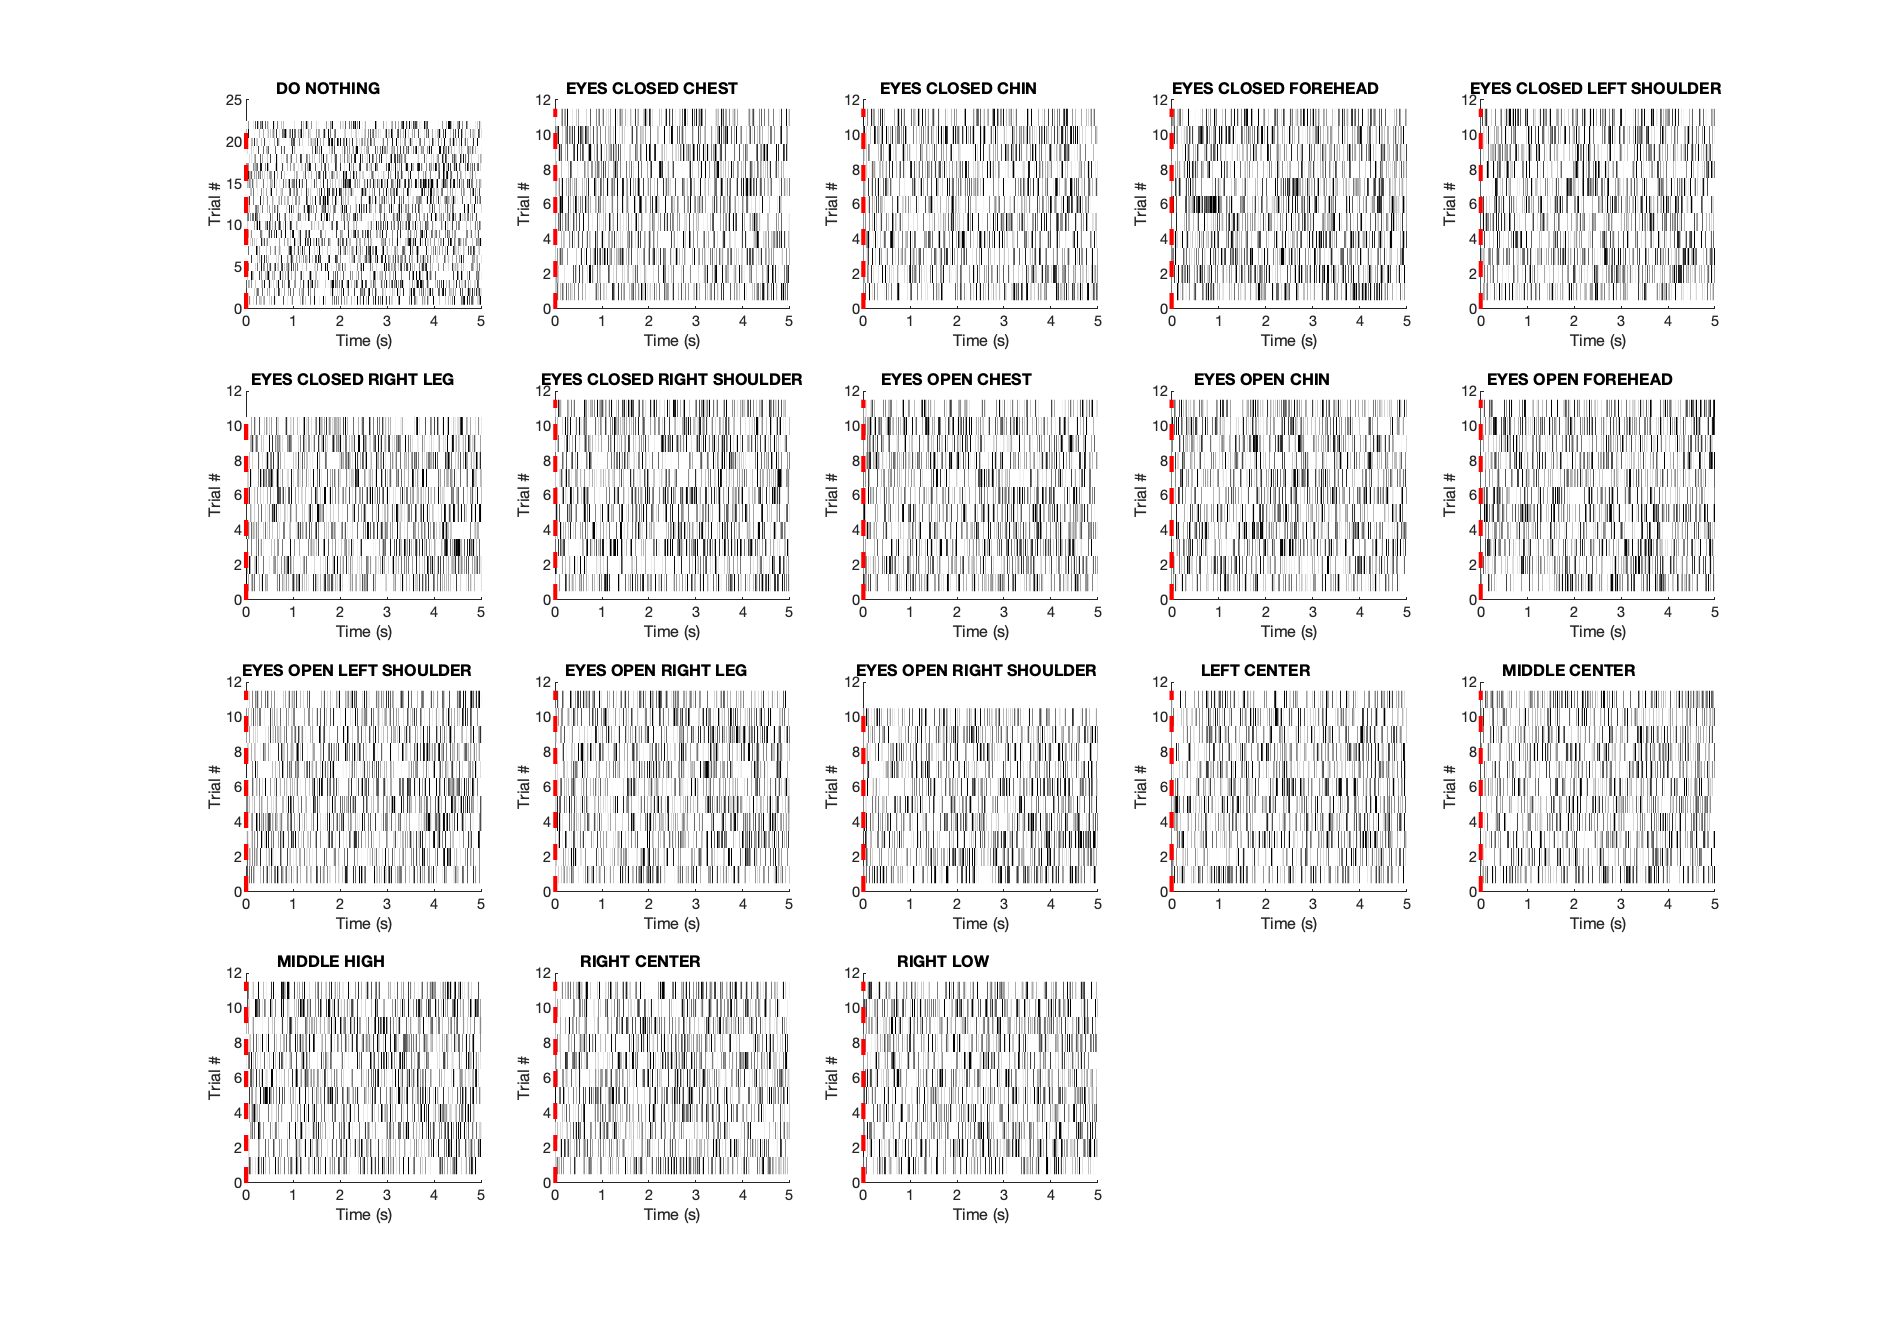 DO NOTHING
25
20
15
10
5
0
Trial #
0 1 2 3 4 5
Time (s)
EYES CLOSED CHEST
12
10
8
6
4
2
0
Trial #
0 1 2 3 4 5
Time (s)
EYES CLOSED CHIN
12
10
8
6
4
2
0
Trial #
0 1 2 3 4 5
Time (s)
EYES CLOSED FOREHEAD
12
10
8
6
4
2
0
Trial #
0 1 2 3 4 5
Time (s)
EYES CLOSED LEFT SHOULDER
12
10
8
6
4
2
0
Trial #
0 1 2 3 4 5
Time (s)
EYES CLOSED RIGHT LEG
12
10
8
6
4
2
0
Trial #
0 1 2 3 4 5
Time (s)
EYES CLOSED RIGHT SHOULDER
12
10
8
6
4
2
0
Trial #
0 1 2 3 4 5
Time (s)
EYES OPEN CHEST
12
10
8
6
4
2
0
Trial #
0 1 2 3 4 5
Time (s)
EYES OPEN CHIN
12
10
8
6
4
2
0
Trial #
0 1 2 3 4 5
Time (s)
EYES OPEN FOREHEAD
12
10
8
6
4
2
0
Trial #
0 1 2 3 4 5
Time (s)
EYES OPEN LEFT SHOULDER
12
10
8
6
4
2
0
Trial #
0 1 2 3 4 5
Time (s)
EYES OPEN RIGHT LEG
12
10
8
6
4
2
0
Trial #
0 1 2 3 4 5
Time (s)
EYES OPEN RIGHT SHOULDER
12
10
8
6
4
2
0
Trial #
0 1 2 3 4 5
Time (s)
LEFT CENTER
12
10
8
6
4
2
0
Trial #
0 1 2 3 4 5
Time (s)
MIDDLE CENTER
12
10
8
6
4
2
0
Trial #
0 1 2 3 4 5
Time (s)
MIDDLE HIGH
12
10
8
6
4
2
0
Trial #
0 1 2 3 4 5
Time (s)
RIGHT CENTER
12
10
8
6
4
2
0
Trial #
0 1 2 3 4 5
Time (s)
RIGHT LOW
12
10
8
6
4
2
0
Trial #
0 1 2 3 4 5
Time (s)